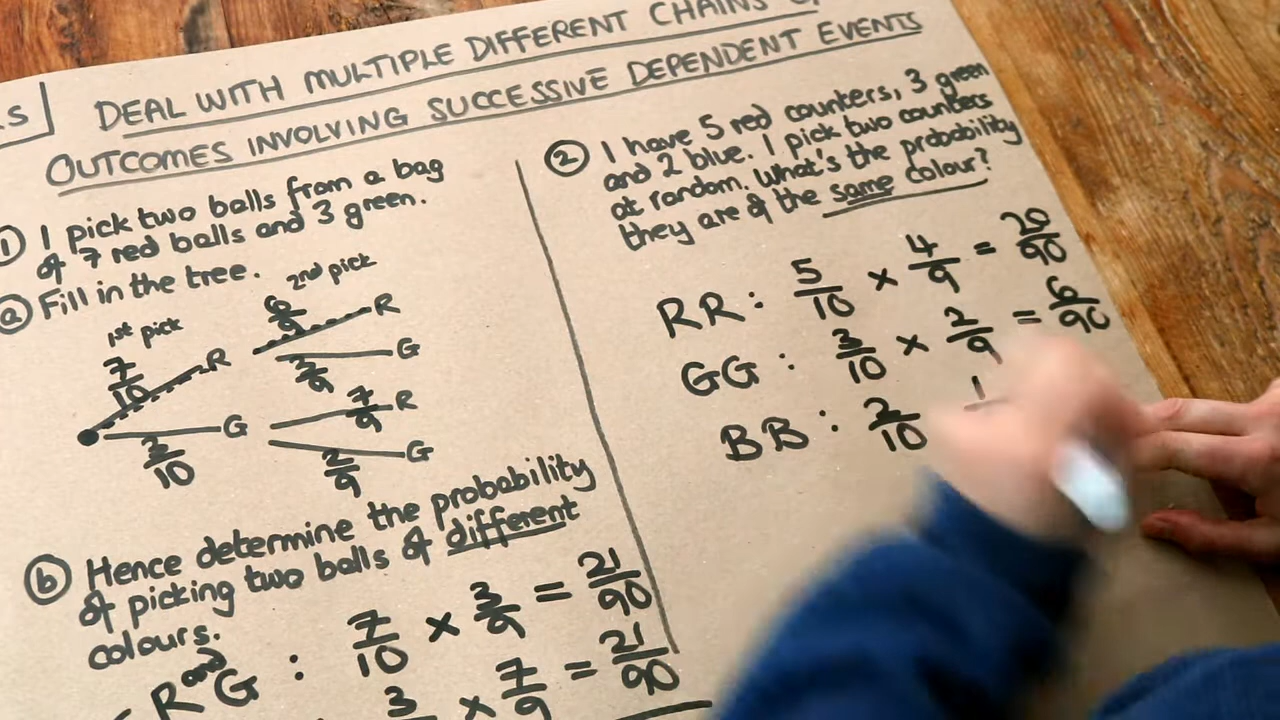 DEAL WITH MULTIPLE DIFFERENT CHAINS
OUTCOMES INVOLVING SUCCESSIVE DEPENDENT EVENTS
① I pick two balls from a bag
of 7 red balls and 3 green.
ⓐ Fill in the tree.
1st pick 2nd pick
7/10 R 6/9 R
3/9 G
3/10 G 7/9 R
2/9 G
ⓑ Hence determine the probability
of picking two balls of different
colours.
R and G : 7/10 × 3/9 = 21/90
3 × 7/9 = 21/90
② I have 5 red counters, 3 green
and 2 blue. I pick two counters
at random. What's the probability
they are of the same colour?
RR : 5/10 × 4/9 = 20/90
GG : 3/10 × 2/9 = 6/90
BB : 2/10 1